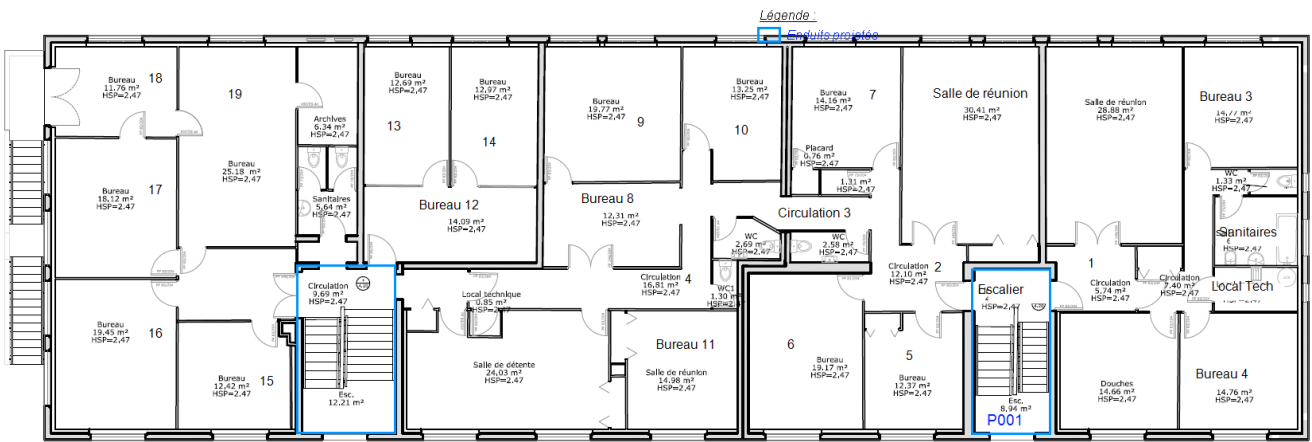 Légende :
Enduits projetés
Bureau
11.76 m²
HSP=2,47
18
19
Bureau
25.18 m²
HSP=2,47
Archives
6.34 m²
HSP=2,47
Bureau
12,69 m²
HSP=2,47
13
Bureau
12,97 m²
HSP=2,47
14
Bureau
19.77 m²
HSP=2,47
9
Bureau
13.25 m²
HSP=2,47
10
Bureau
14.16 m²
HSP=2,47
7
Placard
0.76 m²
HSP=2,47
1.31 m²
HSP=2,47
Salle de réunion
30.41 m²
HSP=2,47
Salle de réunion
28.88 m²
HSP=2,47
Bureau 3
14.77 m²
HSP=2,47
Bureau
18,12 m²
HSP=2,47
17
Sanitaires
5,64 m²
HSP=2,47
Bureau 12
14.09 m²
HSP=2,47
Bureau 8
12,31 m²
HSP=2,47
Circulation 3
WC
2,69 m²
HSP=2,47
WC
2.58 m²
HSP=2,47
WC
1,33 m²
HSP=2,47
Sanitaires
HSP=2,47
Circulation
9,69 m²
HSP=2,47
Local technique
0.85 m²
HSP=2,47
Circulation
16,81 m²
HSP=2,47
4
WC1
1,30 m²
HSP=2,47
Circulation
12,10 m²
HSP=2,47
2
Escalier
HSP=2,47
1
Circulation
5,74 m²
HSP=2,47
Circulation
7.40 m²
HSP=2,47
Local Tech
Bureau
19,45 m²
HSP=2,47
16
Bureau
12,42 m²
HSP=2,47
15
Esc.
12.21 m²
Salle de détente
24,03 m²
HSP=2,47
Bureau 11
Salle de réunion
14,98 m²
HSP=2,47
6
Bureau
19.17 m²
HSP=2,47
5
Bureau
12,37 m²
HSP=2,47
Esc.
8,94 m²
P001
Douches
14.66 m²
HSP=2,47
Bureau 4
14.76 m²
HSP=2,47